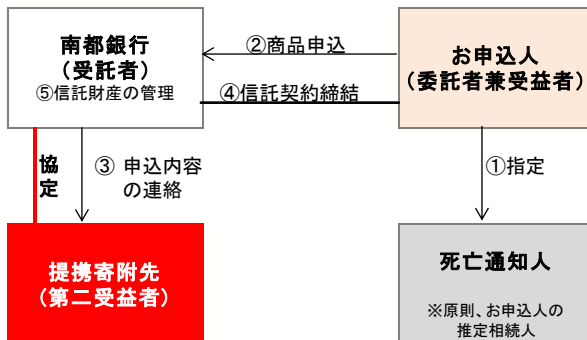 南都銀行
（受託者）
⑤信託財産の管理
②商品申込
④信託契約締結
お申込人
（委託者兼受益者）
協定
③ 申込内容
の連絡
①指定
提携寄附先
（第二受益者）
死亡通知人
※原則、お申込人の
推定相続人